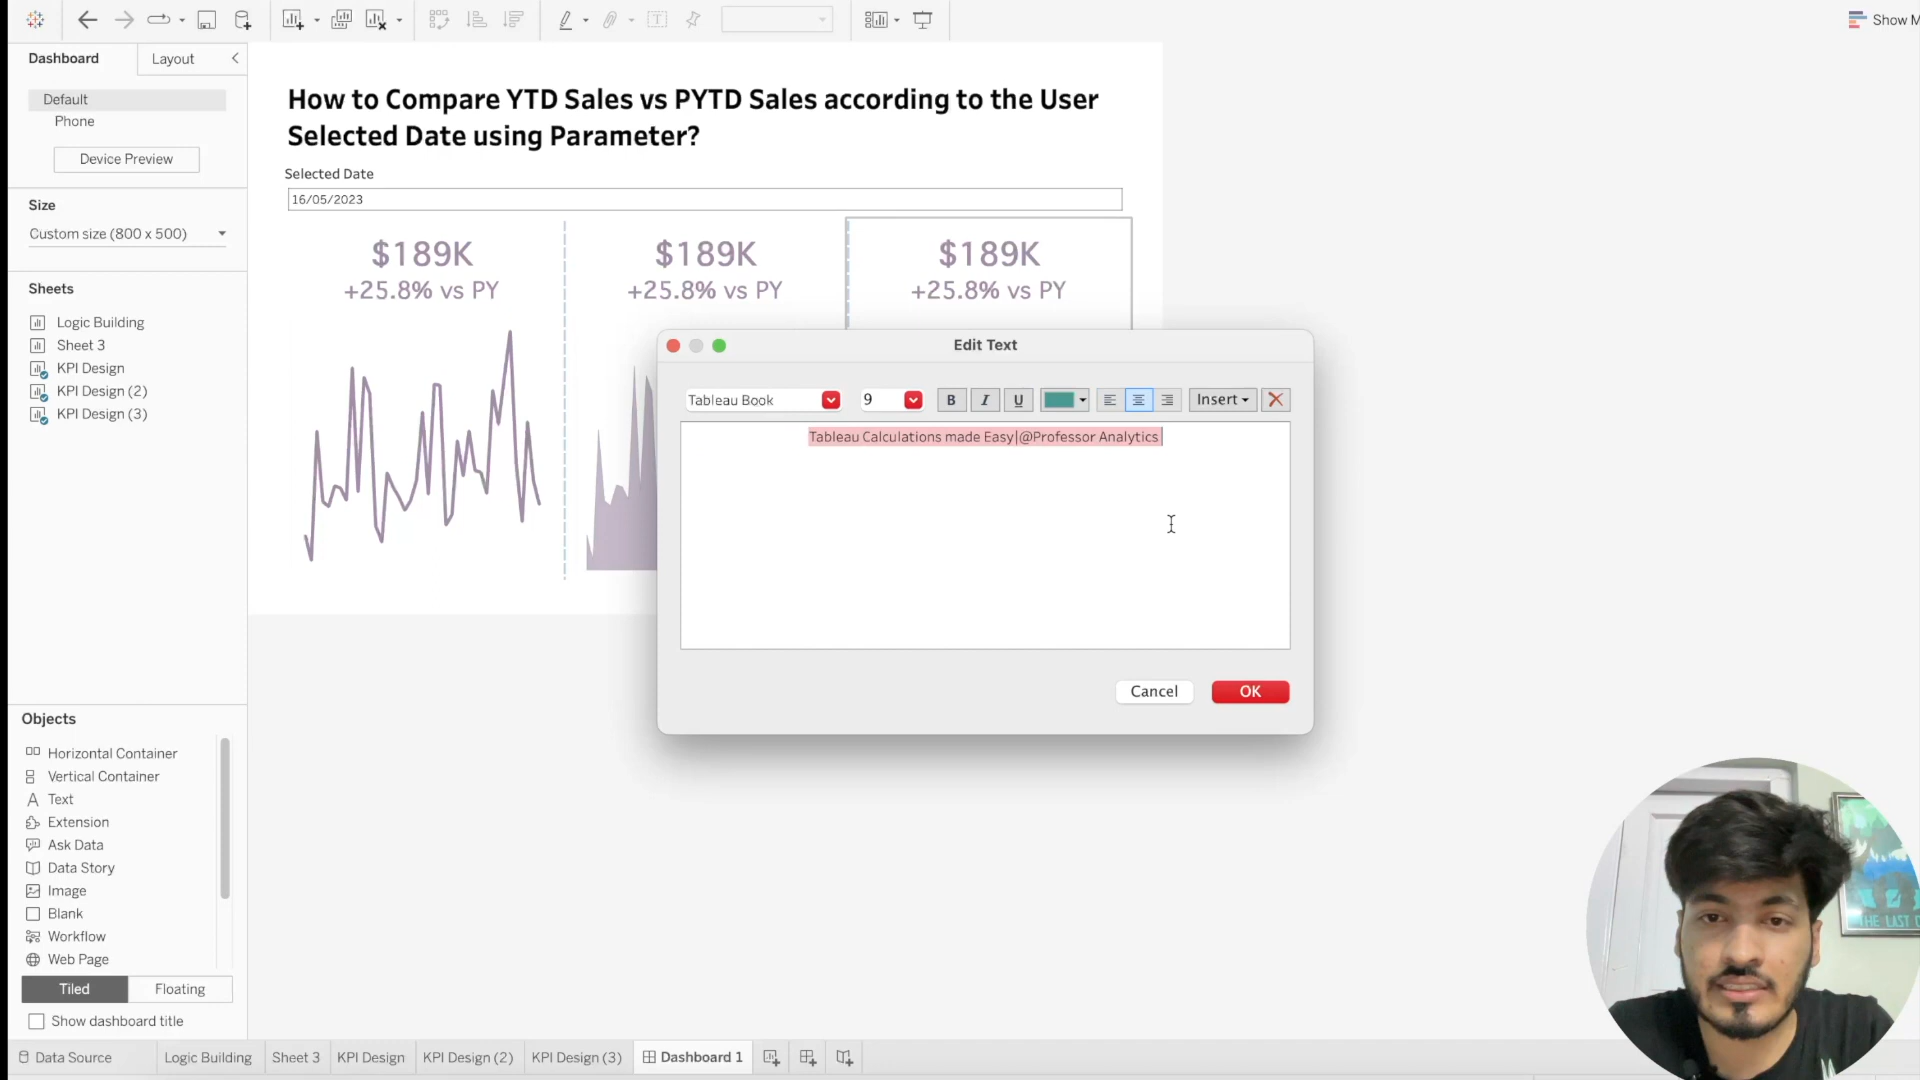 Show M
Dashboard
Layout
Default
Phone
Device Preview
Size
Custom size (800 x 500)
Sheets
Logic Building
Sheet 3
KPI Design
KPI Design (2)
KPI Design (3)
How to Compare YTD Sales vs PYTD Sales according to the User
Selected Date using Parameter?
Selected Date
16/05/2023
$189K
+25.8% vs PY
$189K
+25.8% vs PY
$189K
+25.8% vs PY
Edit Text
Tableau Book
9
B
I
U
Insert
Tableau Calculations made Easy|@Professor Analytics
Cancel
OK
Objects
Horizontal Container
Vertical Container
Text
Extension
Ask Data
Data Story
Image
Blank
Workflow
Web Page
Tiled
Floating
Show dashboard title
THE LAST O
Data Source
Logic Building
Sheet 3
KPI Design
KPI Design (2)
KPI Design (3)
Dashboard 1